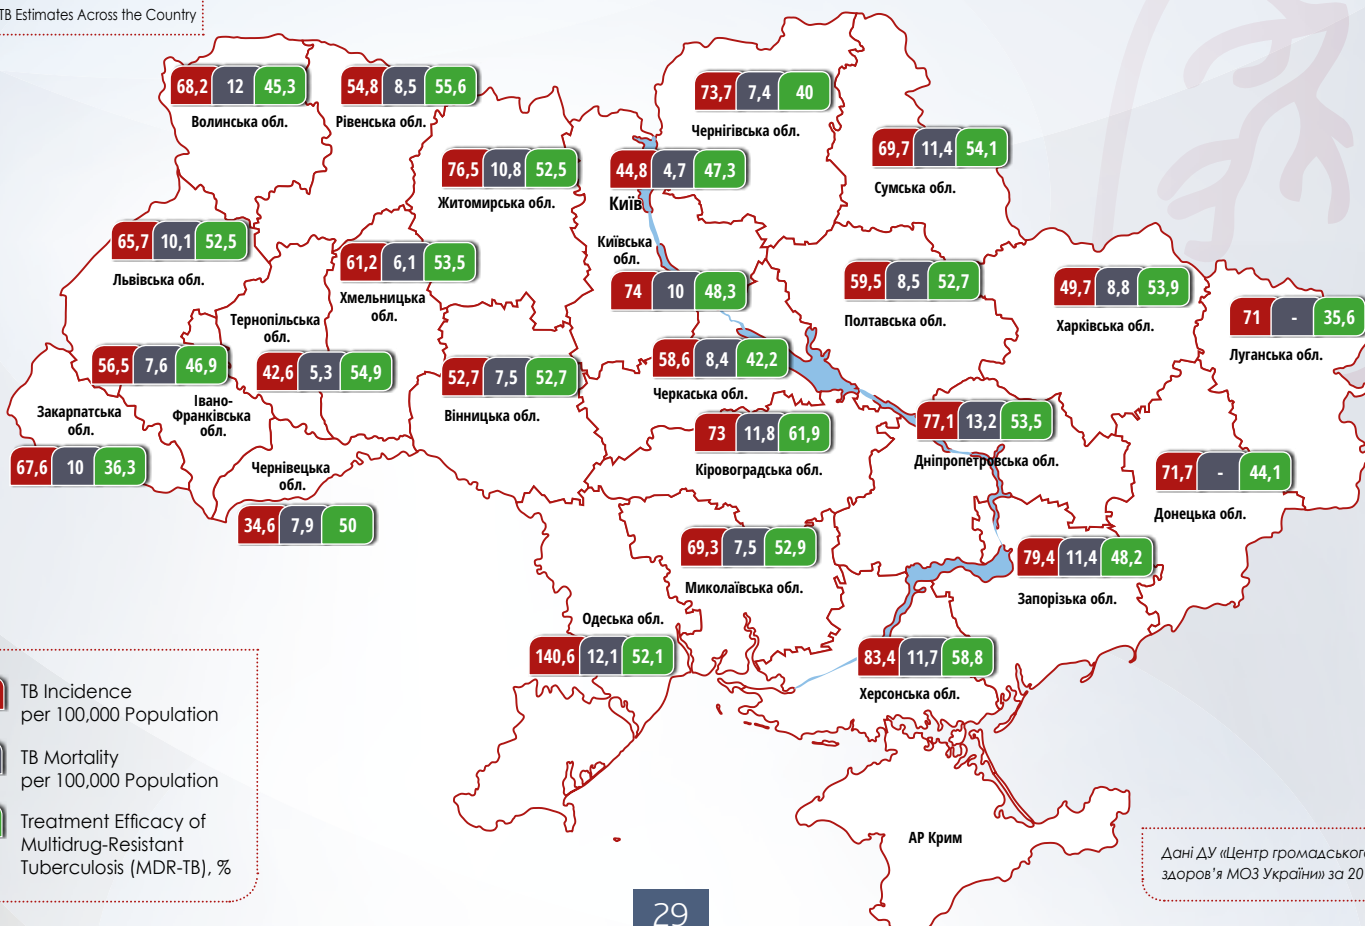 TB Estimates Across the Country
68,2 12 45,3
Волинська обл.
54,8 8,5 55,6
Рівенська обл.
73,7 7,4 40
Чернігівська обл.
69,7 11,4 54,1
Сумська обл.
76,5 10,8 52,5
Житомирська обл.
44,8 4,7 47,3
Київ
Київська
обл.
74 10 48,3
65,7 10,1 52,5
Львівська обл.
61,2 6,1 53,5
Хмельницька
обл.
59,5 8,5 52,7
Полтавська обл.
49,7 8,8 53,9
Харківська обл.
71 - 35,6
Луганська обл.
Тернопільська
обл.
42,6 5,3 54,9
56,5 7,6 46,9
Івано-
Франківська
обл.
52,7 7,5 52,7
Вінницька обл.
58,6 8,4 42,2
Черкаська обл.
Закарпатська
обл.
67,6 10 36,3
73 11,8 61,9
Кіровоградська обл.
77,1 13,2 53,5
Дніпропетровська обл.
71,7 - 44,1
Донецька обл.
Чернівецька
обл.
34,6 7,9 50
69,3 7,5 52,9
Миколаївська обл.
79,4 11,4 48,2
Запорізька обл.
Одеська обл.
140,6 12,1 52,1
83,4 11,7 58,8
Херсонська обл.
АР Крим
TB Incidence
per 100,000 Population
TB Mortality
per 100,000 Population
Treatment Efficacy of
Multidrug-Resistant
Tuberculosis (MDR-TB), %
Дані ДУ «Центр громадського
здоров’я МОЗ України» за 20
29